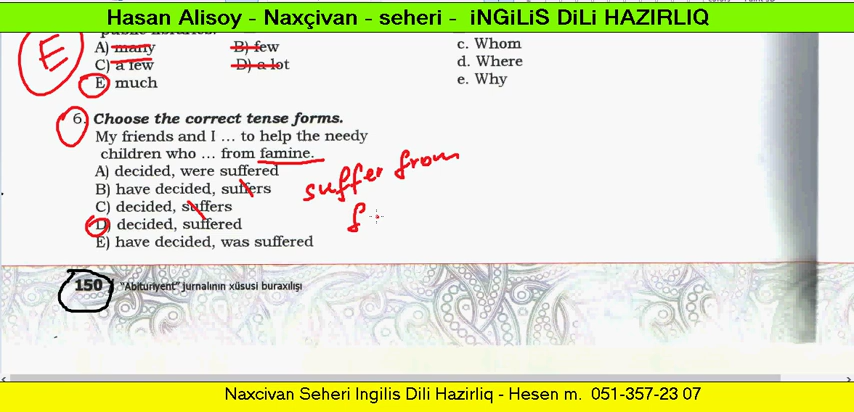 Hasan Alisoy - Naxçivan - seheri - iNGiLiS DiLi HAZIRLIQ
public libraries.
A) many B) few
C) a few D) a lot
E) much
E
c. Whom
d. Where
e. Why
6. Choose the correct tense forms.
My friends and I ... to help the needy
children who ... from famine.
A) decided, were suffered
B) have decided, suffers
C) decided, suffers
D) decided, suffered
E) have decided, was suffered
suffer from
f
150 "Abituriyent" jurnalının xüsusi buraxılışı
Naxcivan Seheri Ingilis Dili Hazirliq - Hesen m. 051-357-23 07